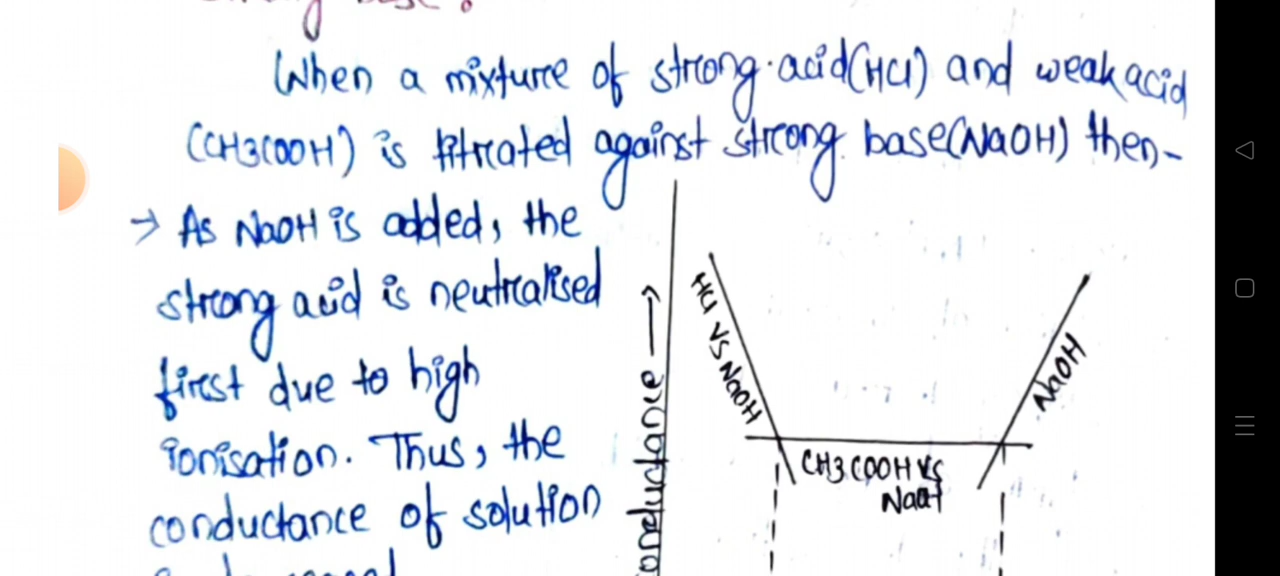 strong base.
When a mixture of strong acid(HCl) and weak acid
(CH3COOH) is titrated against strong base(NaOH) then-
→ As NaOH is added, the
strong acid is neutralised
first due to high
ionisation. Thus, the
conductance of solution
conductance →
HCl VS NaOH
CH3COOH VS
NaOH
NaOH